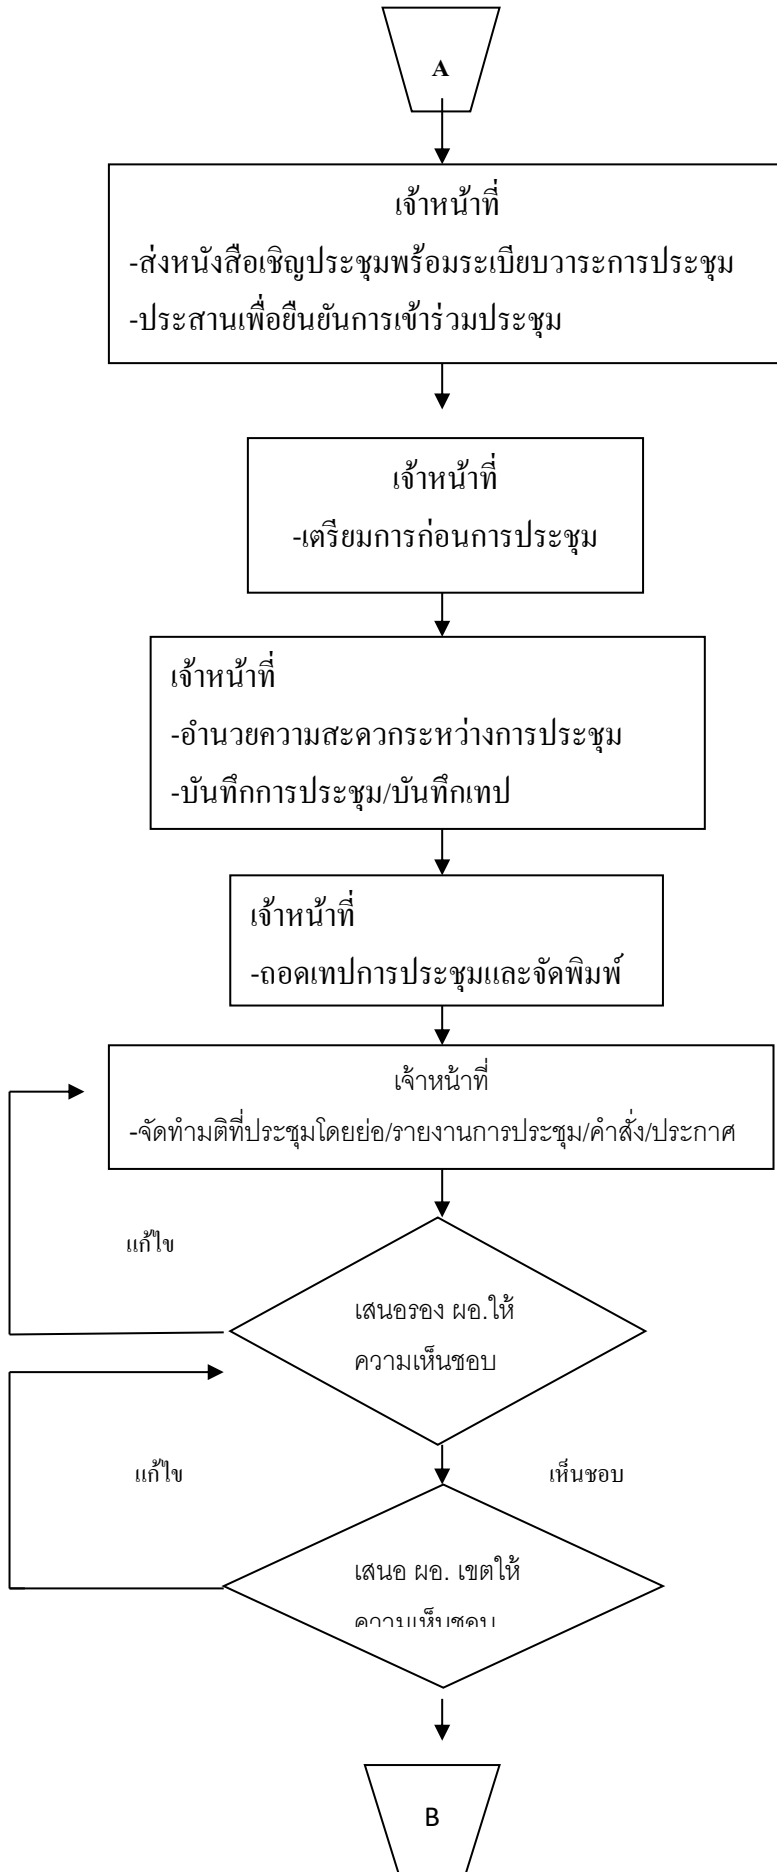 A
เจ้าหน้าที่
-ส่งหนังสือเชิญประชุมพร้อมระเบียบวาระการประชุม
-ประสานเพื่อยืนยันการเข้าร่วมประชุม
เจ้าหน้าที่
-เตรียมการก่อนการประชุม
เจ้าหน้าที่
-อำนวยความสะดวกระหว่างการประชุม
-บันทึกการประชุม/บันทึกเทป
เจ้าหน้าที่
-ถอดเทปการประชุมและจัดพิมพ์
เจ้าหน้าที่
-จัดทำมติที่ประชุมโดยย่อ/รายงานการประชุม/คำสั่ง/ประกาศ
แก้ไข
เสนอรอง ผอ.ให้
ความเห็นชอบ
แก้ไข
เห็นชอบ
เสนอ ผอ. เขตให้
ความเห็นชอบ
B